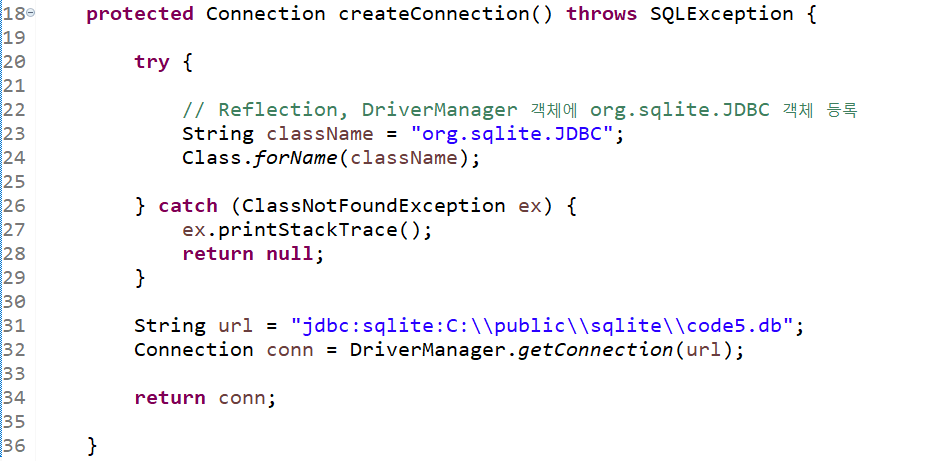 18 protected Connection createConnection() throws SQLException {
19
20 try {
21
22 // Reflection, DriverManager 객체에 org.sqlite.JDBC 객체 등록
23 String className = "org.sqlite.JDBC";
24 Class.forName(className);
25
26 } catch (ClassNotFoundException ex) {
27 ex.printStackTrace();
28 return null;
29 }
30
31 String url = "jdbc:sqlite:C:\\public\\sqlite\\code5.db";
32 Connection conn = DriverManager.getConnection(url);
33
34 return conn;
35
36 }